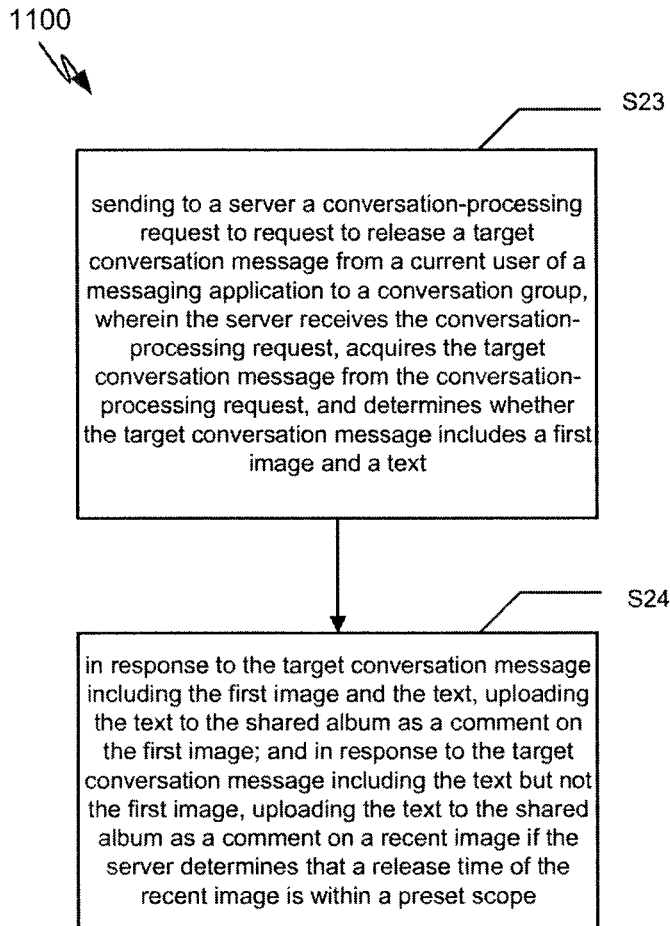 1100
S23
sending to a server a conversation-processing
request to request to release a target
conversation message from a current user of a
messaging application to a conversation group,
wherein the server receives the conversation-
processing request, acquires the target
conversation message from the conversation-
processing request, and determines whether
the target conversation message includes a first
image and a text
S24
in response to the target conversation message
including the first image and the text, uploading
the text to the shared album as a comment on
the first image; and in response to the target
conversation message including the text but not
the first image, uploading the text to the shared
album as a comment on a recent image if the
server determines that a release time of the
recent image is within a preset scope